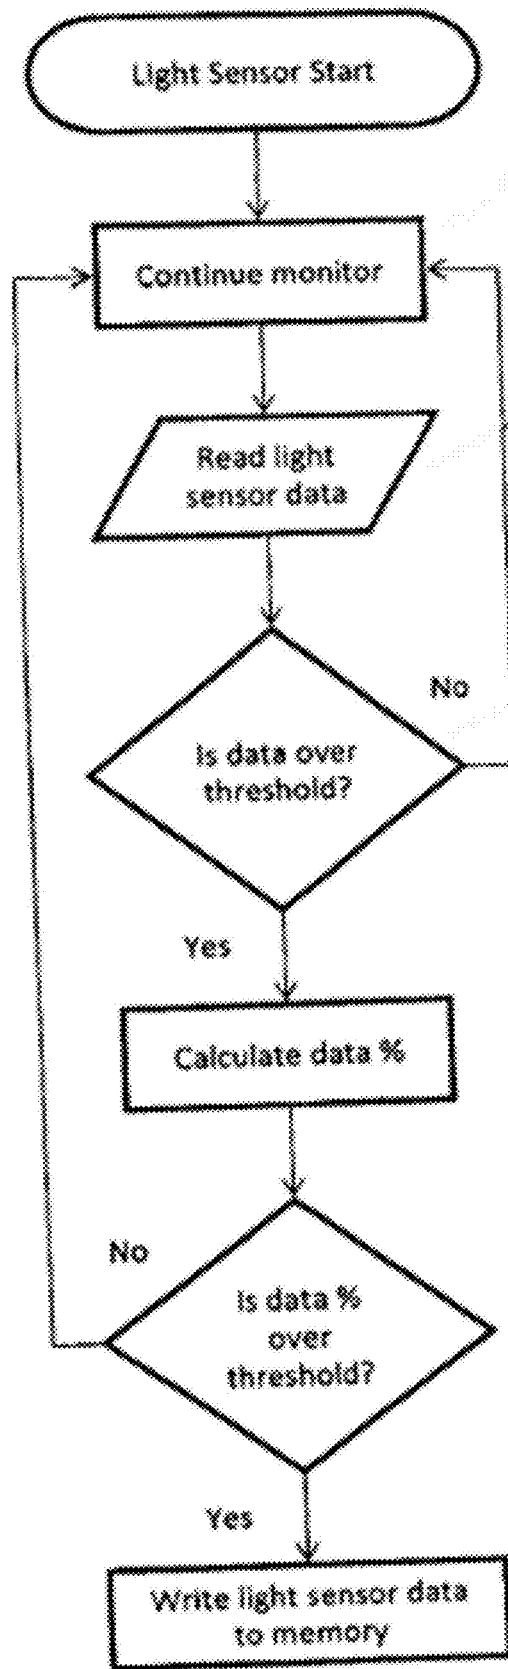 Light Sensor Start
Continue monitor
Read light
sensor data
No
Is data over
threshold?
Yes
Calculate data %
No
Is data %
over
threshold?
Yes
Write light sensor data
to memory